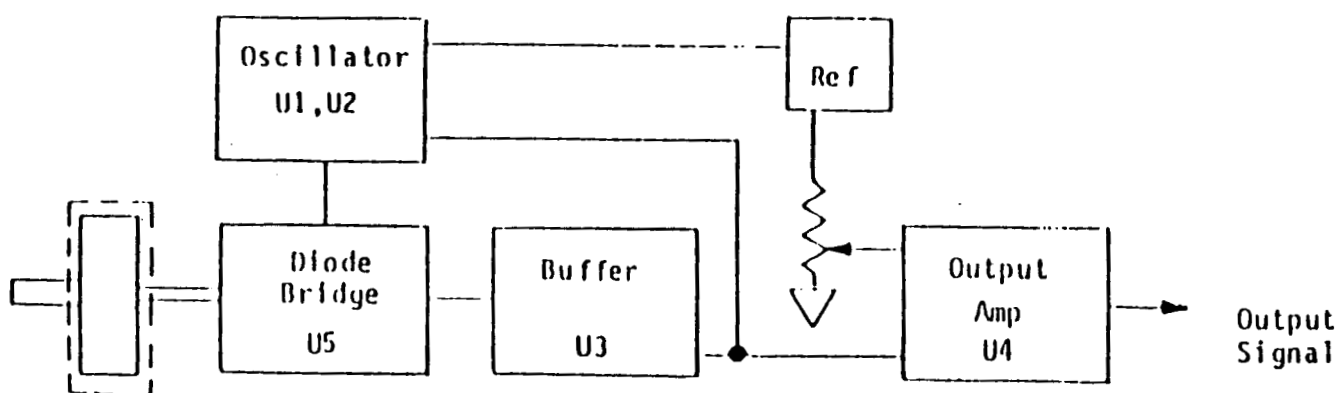 Oscillator
U1,U2
Ref
Diode
Bridge
U5
Buffer
U3
Output
Amp
U4
Output
Signal